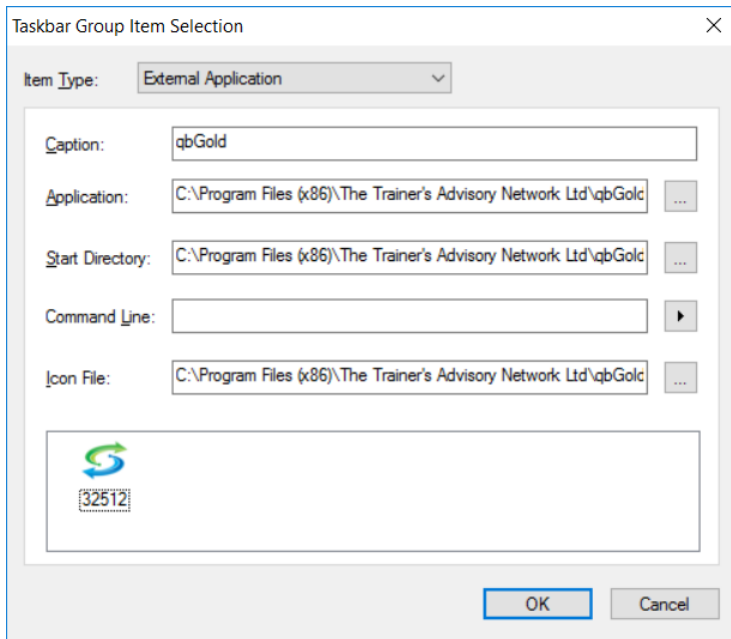 Taskbar Group Item Selection
Item Type: External Application
Caption: qbGold
Application: C:\Program Files (x86)\The Trainer's Advisory Network Ltd\qbGold ...
Start Directory: C:\Program Files (x86)\The Trainer's Advisory Network Ltd\qbGold ...
Command Line:
Icon File: C:\Program Files (x86)\The Trainer's Advisory Network Ltd\qbGold ...
32512
OK Cancel